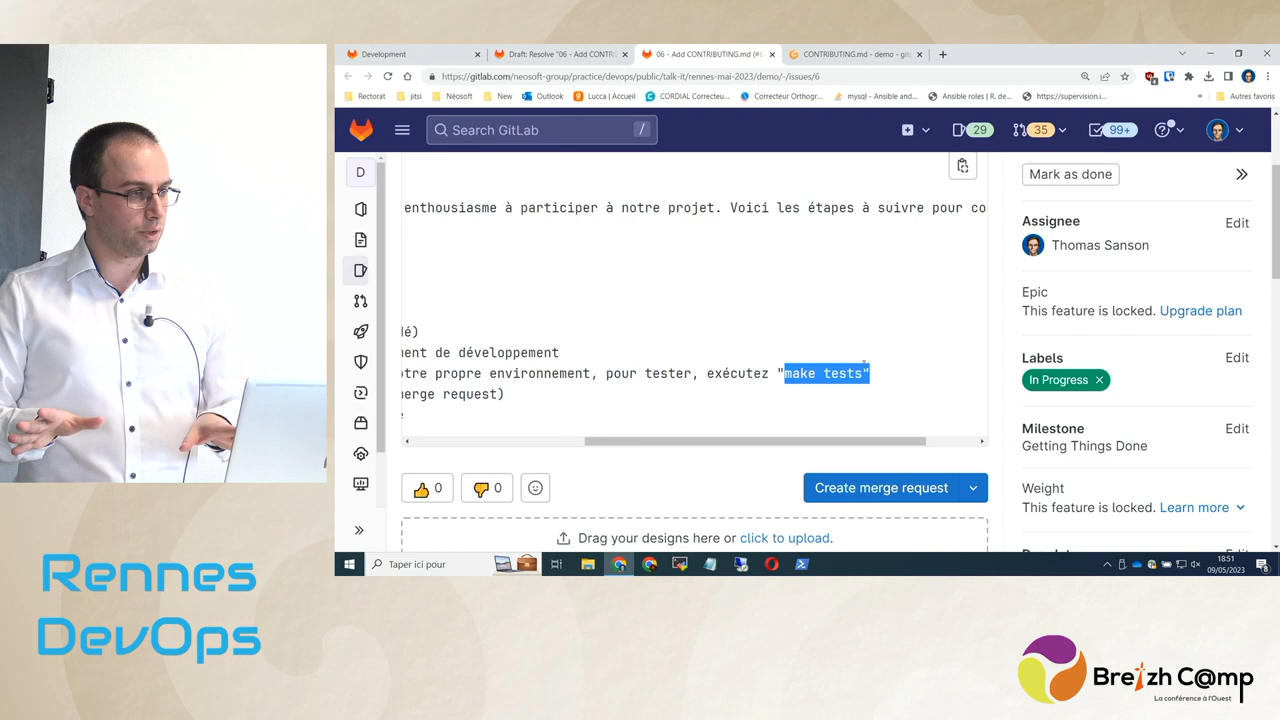 Development
Draft: Resolve "06 - Add CONTRI
06 - Add CONTRIBUTING.md (#6
CONTRIBUTING.md - demo - git
https://gitlab.com/neosoft-group/practice/devops/public/talk-it/rennes-mai-2023/demo/-/issues/6
Rectorat
jitsi
Néosoft
New
Outlook
Lucca | Accueil
CORDIAL Correcteu...
Correcteur Orthogr...
mysql - Ansible and...
Ansible roles | R. de...
https://supervision.i...
»
Autres favoris
Search GitLab
/
29
35
99+
D
enthousiasme à participer à notre projet. Voici les étapes à suivre pour co
lé)
ment de développement
otre propre environnement, pour tester, exécutez "make tests"
merge request)
e
0
0
Create merge request
Drag your designs here or click to upload.
Mark as done
Assignee
Edit
Thomas Sanson
Epic
This feature is locked. Upgrade plan
Labels
Edit
In Progress
Milestone
Edit
Getting Things Done
Weight
This feature is locked. Learn more
Edit
Taper ici pour
18:51
09/05/2023
8
Rennes
DevOps
Breizh C@mp
La conférence à l'Ouest